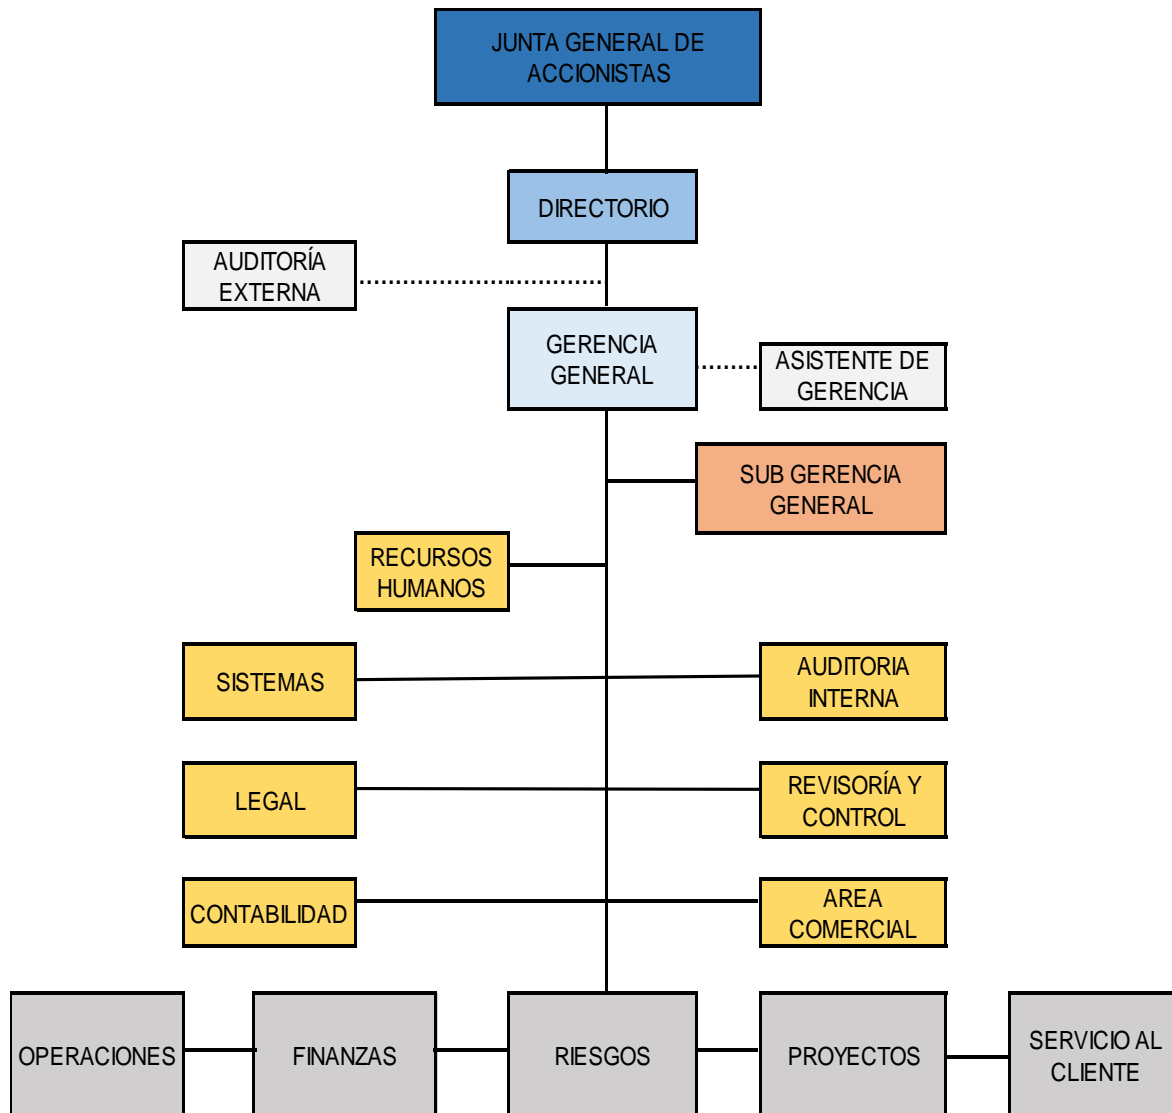 JUNTA GENERAL DE
ACCIONISTAS
DIRECTORIO
AUDITORÍA
EXTERNA
GERENCIA
GENERAL
ASISTENTE DE
GERENCIA
SUB GERENCIA
GENERAL
RECURSOS
HUMANOS
SISTEMAS
AUDITORIA
INTERNA
LEGAL
REVISORÍA Y
CONTROL
CONTABILIDAD
AREA
COMERCIAL
OPERACIONES
FINANZAS
RIESGOS
PROYECTOS
SERVICIO AL
CLIENTE